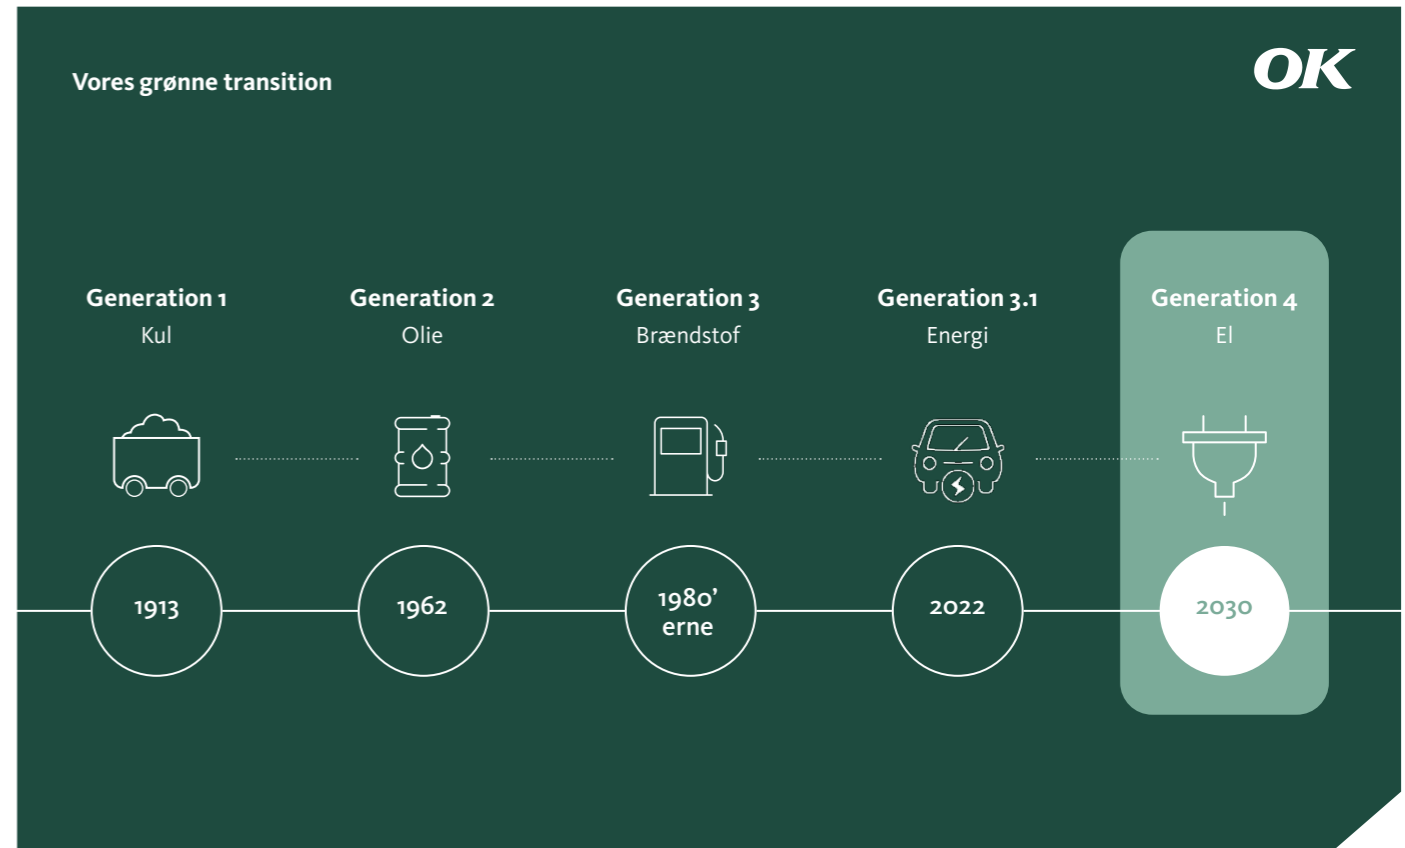 Vores grønne transition
OK
Generation 1
Kul
Generation 2
Olie
Generation 3
Brændstof
Generation 3.1
Energi
Generation 4
El
1913
1962
1980’
erne
2022
2030